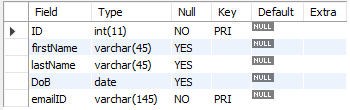 Field Type Null Key Default Extra
ID int(11) NO PRI NULL
firstName varchar(45) YES NULL
lastName varchar(45) YES NULL
DoB date YES NULL
emailID varchar(145) NO PRI NULL